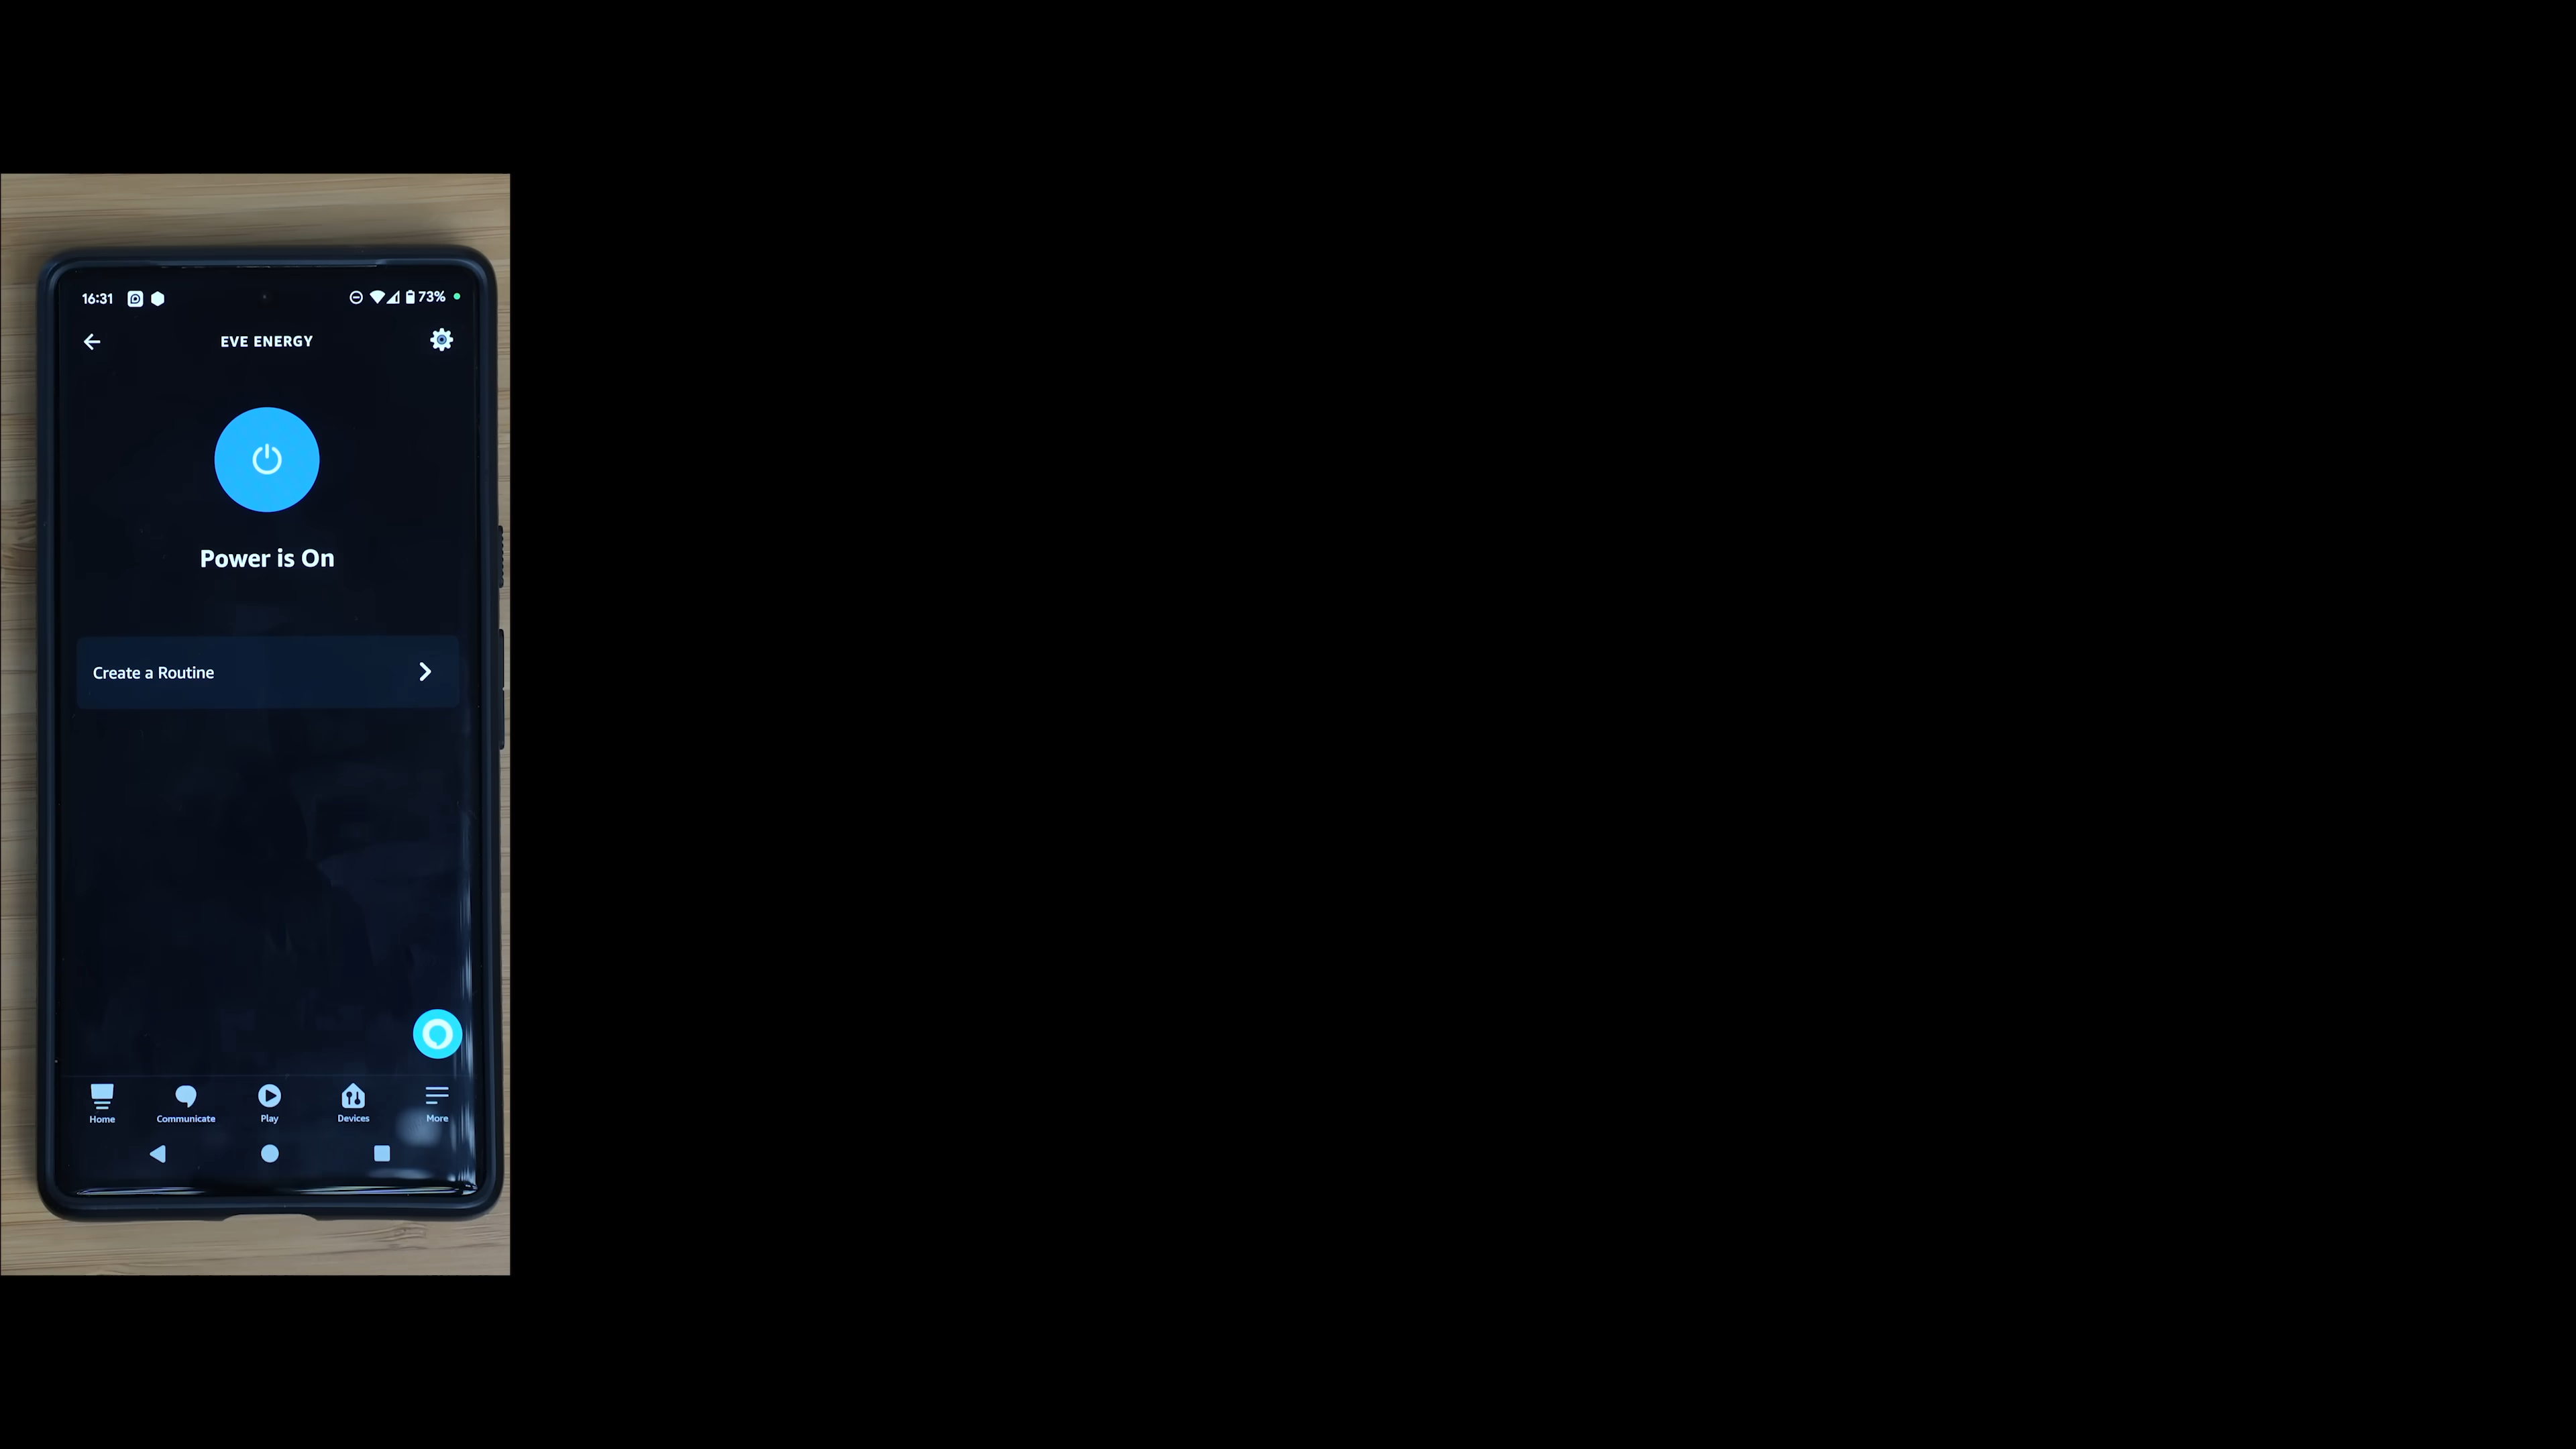 16:31 73%
EVE ENERGY
Power is On
Create a Routine
Home Communicate Play Devices More